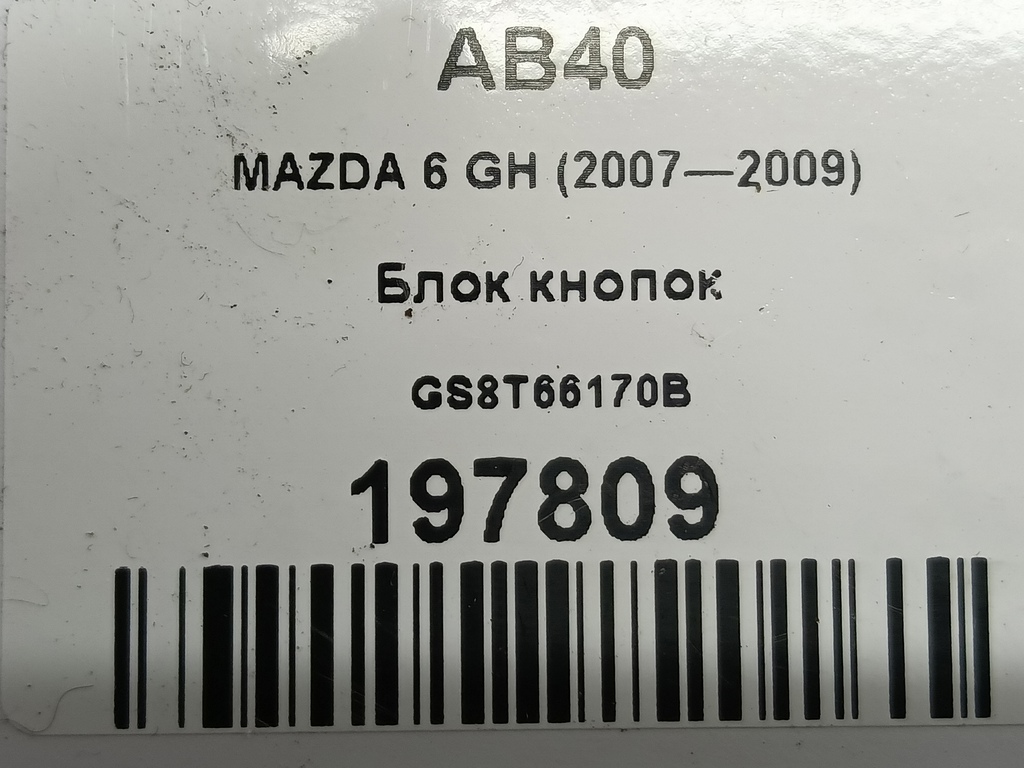 AB40
MAZDA 6 GH (2007—2009)
Блок кнопок
GS8T66170B
197809